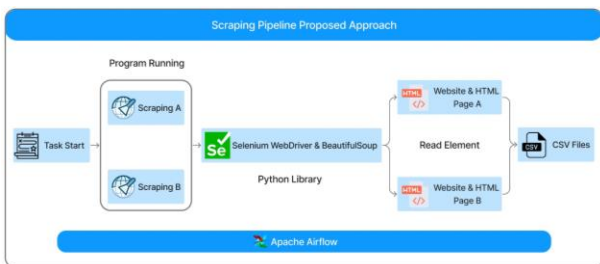 Scraping Pipeline Proposed Approach
Program Running
Scraping A
Scraping B
Task Start
Se
Selenium WebDriver & BeautifulSoup
Python Library
HTML
</>
Website & HTML
Page A
Read Element
HTML
</>
Website & HTML
Page B
CSV
CSV Files
Apache Airflow